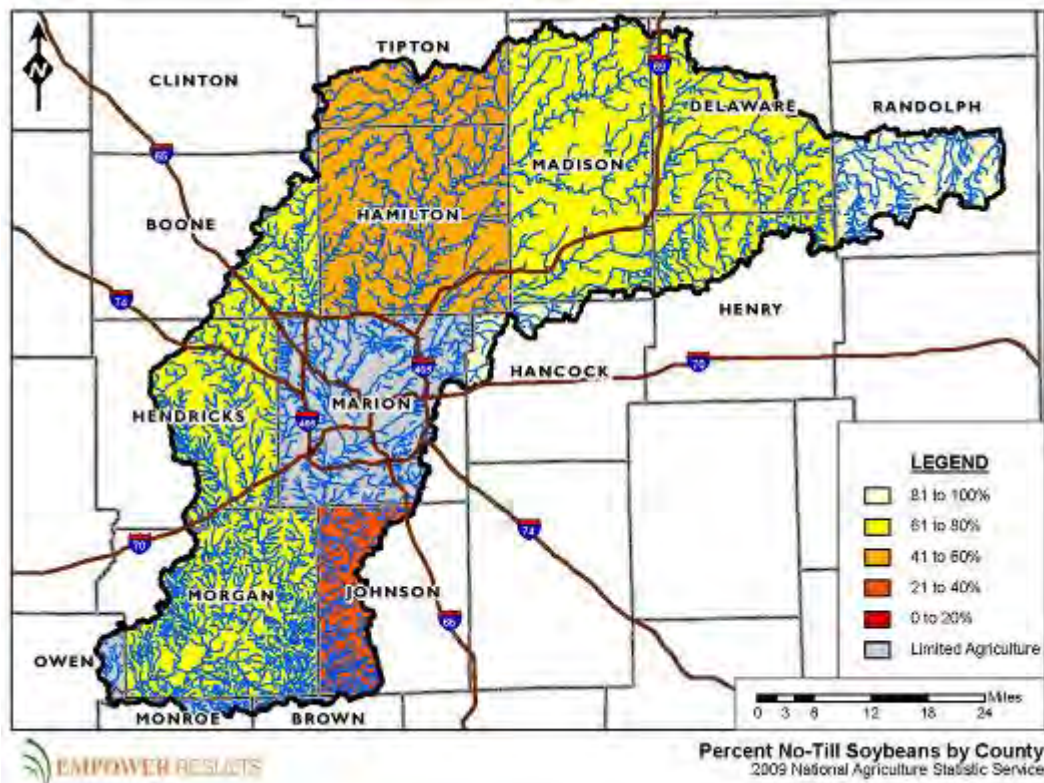 N
TIPTON
CLINTON
69
DELAWARE
RANDOLPH
MADISON
65
BOONE
HAMILTON
74
HENRY
465
70
HANCOCK
MARION
HENDRICKS
465
LEGEND
81 to 100%
61 to 80%
41 to 60%
21 to 40%
0 to 20%
Limited Agriculture
70
74
MORGAN
JOHNSON
65
OWEN
MONROE
BROWN
Miles
0 3 6 12 18 24
EMPOWER RESULTS
Percent No-Till Soybeans by County
2009 National Agriculture Statistic Service